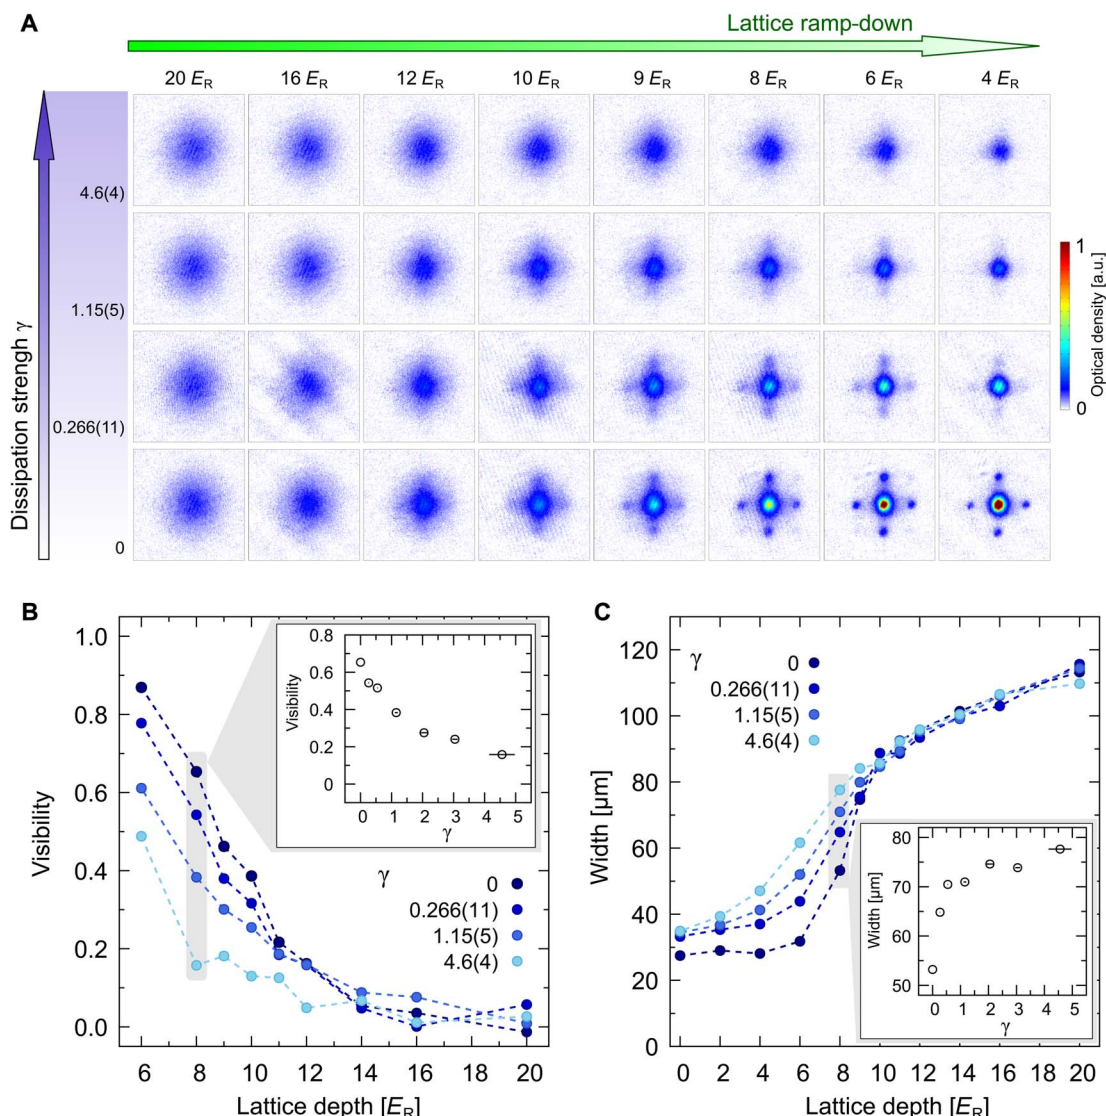 A
Lattice ramp-down
20 E_R 16 E_R 12 E_R 10 E_R 9 E_R 8 E_R 6 E_R 4 E_R
Dissipation strengh γ
4.6(4)
1.15(5)
0.266(11)
0
1
0
Optical density [a.u.]
B
Visibility
1.0
0.8
0.6
0.4
0.2
0.0
6 8 10 12 14 16 18 20
Lattice depth [E_R]
Visibility
0.8
0.6
0.4
0.2
0
0 1 2 3 4 5
γ
γ
0
0.266(11)
1.15(5)
4.6(4)
C
Width [µm]
120
100
80
60
40
20
0
0 2 4 6 8 10 12 14 16 18 20
Lattice depth [E_R]
γ
0
0.266(11)
1.15(5)
4.6(4)
Width [µm]
80
70
60
50
0 1 2 3 4 5
γ